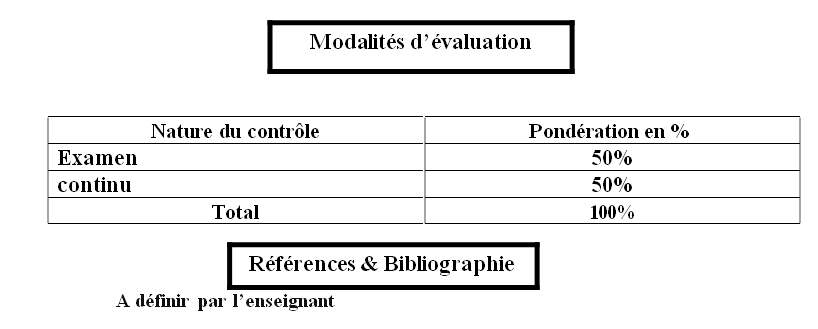 Modalités d'évaluation
Nature du contrôle Pondération en %
Examen 50%
continu 50%
Total 100%
Références & Bibliographie
A définir par l'enseignant